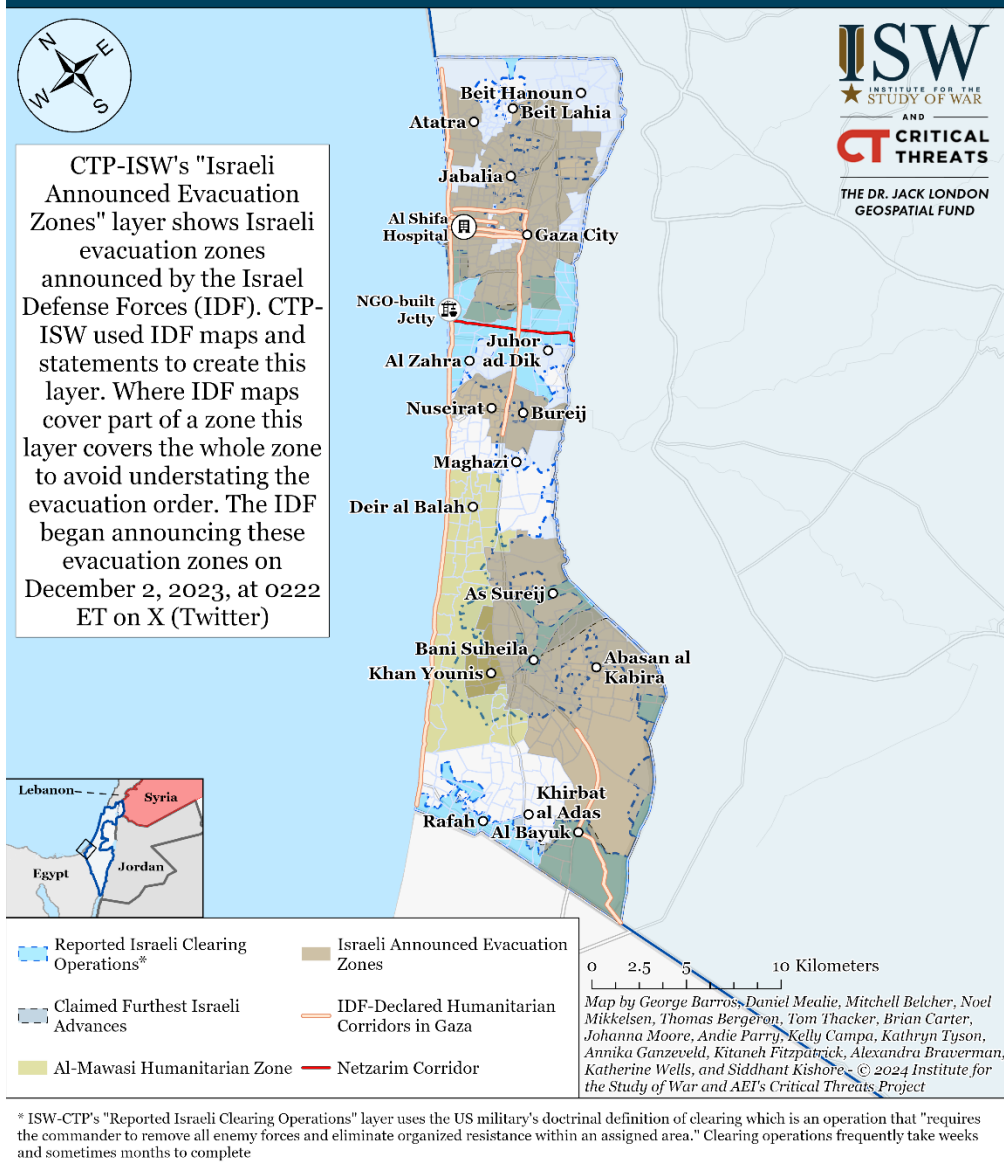 N
E
W
S
ISW
INSTITUTE FOR THE
STUDY OF WAR
AND
CT CRITICAL
THREATS
THE DR. JACK LONDON
GEOSPATIAL FUND
CTP-ISW's "Israeli
Announced Evacuation
Zones" layer shows Israeli
evacuation zones
announced by the Israel
Defense Forces (IDF). CTP-
ISW used IDF maps and
statements to create this
layer. Where IDF maps
cover part of a zone this
layer covers the whole zone
to avoid understating the
evacuation order. The IDF
began announcing these
evacuation zones on
December 2, 2023, at 0222
ET on X (Twitter)
Beit Hanoun
Beit Lahia
Atatra
Jabalia
Al Shifa
Hospital
Gaza City
NGO-built
Jetty
Juhor
ad Dik
Al Zahra
Nuseirat
Bureij
Maghazi
Deir al Balah
As Sureij
Bani Suheila
Abasan al
Kabira
Khan Younis
Khirbat
al Adas
Rafah
Al Bayuk
Lebanon
Syria
Egypt
Jordan
Reported Israeli Clearing
Operations*
Claimed Furthest Israeli
Advances
Al-Mawasi Humanitarian Zone
Israeli Announced Evacuation
Zones
IDF-Declared Humanitarian
Corridors in Gaza
Netzarim Corridor
0 2.5 5 10 Kilometers
Map by George Barros, Daniel Mealie, Mitchell Belcher, Noel
Mikkelsen, Thomas Bergeron, Tom Thacker, Brian Carter,
Johanna Moore, Andie Parry, Kelly Campa, Kathryn Tyson,
Annika Ganzeveld, Kitaneh Fitzpatrick, Alexandra Braverman,
Katherine Wells, and Siddhant Kishore - © 2024 Institute for
the Study of War and AEI's Critical Threats Project
* ISW-CTP's "Reported Israeli Clearing Operations" layer uses the US military's doctrinal definition of clearing which is an operation that "requires
the commander to remove all enemy forces and eliminate organized resistance within an assigned area." Clearing operations frequently take weeks
and sometimes months to complete